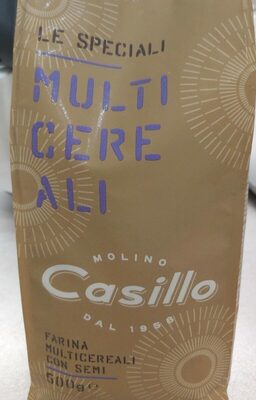 LE SPECIALI
MULTI
CERE
ALI
MOLINO
Casillo
DAL 1958
FARINA
MULTICEREALI
CON SEMI
500g e